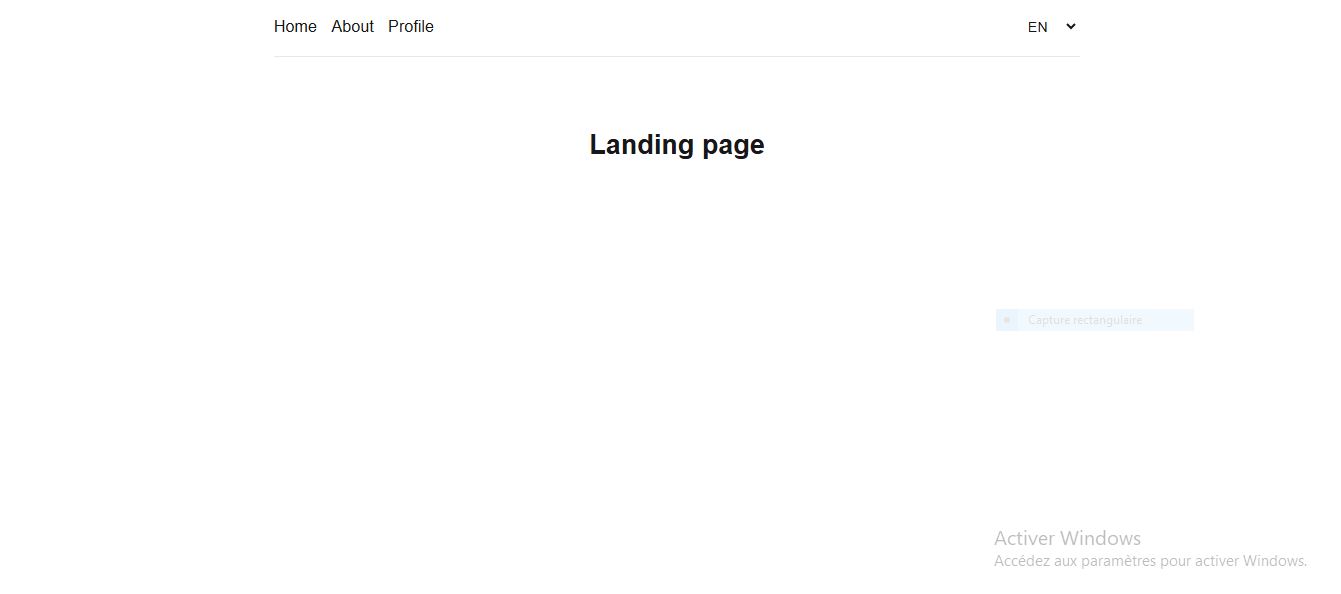 Home About Profile EN
Landing page
Capture rectangulaire
Activer Windows
Accédez aux paramètres pour activer Windows.